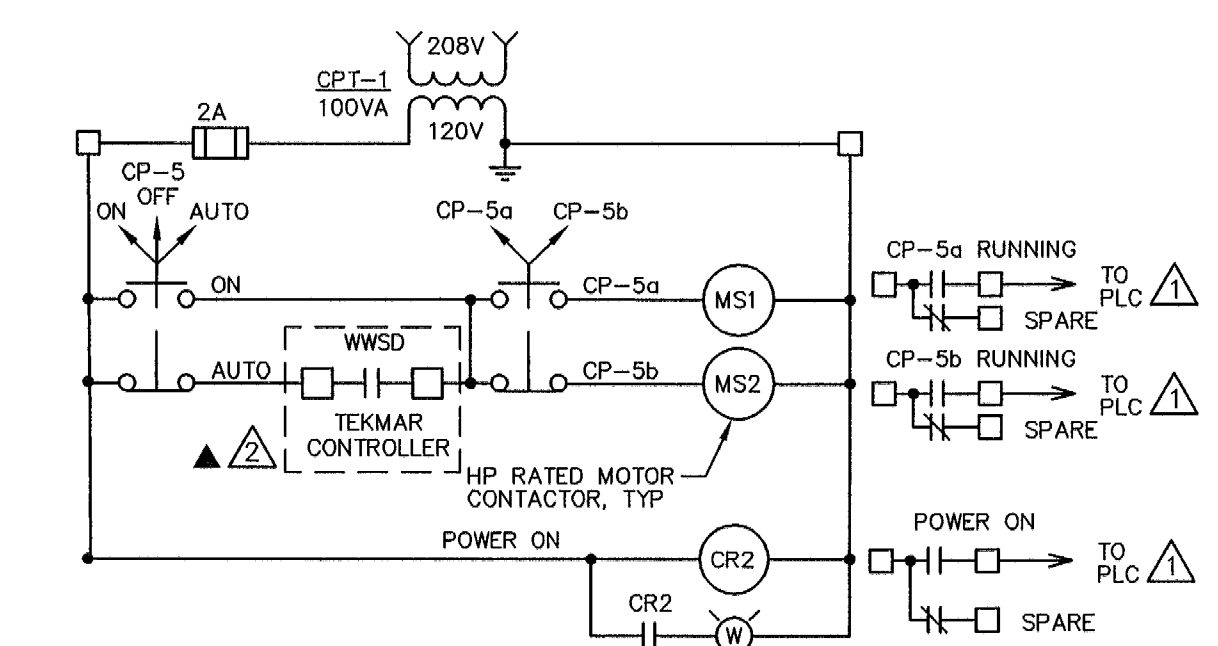 208V
CPT-1
100VA
120V
2A
CP-5
OFF
ON
AUTO
CP-5a
CP-5b
ON
CP-5a
MS1
CP-5a RUNNING
TO
PLC
1
SPARE
WWSD
AUTO
TEKMAR
CONTROLLER
2
CP-5b
MS2
CP-5b RUNNING
TO
PLC
1
SPARE
HP RATED MOTOR
CONTACTOR, TYP
POWER ON
CR2
POWER ON
TO
PLC
1
SPARE
CR2
W